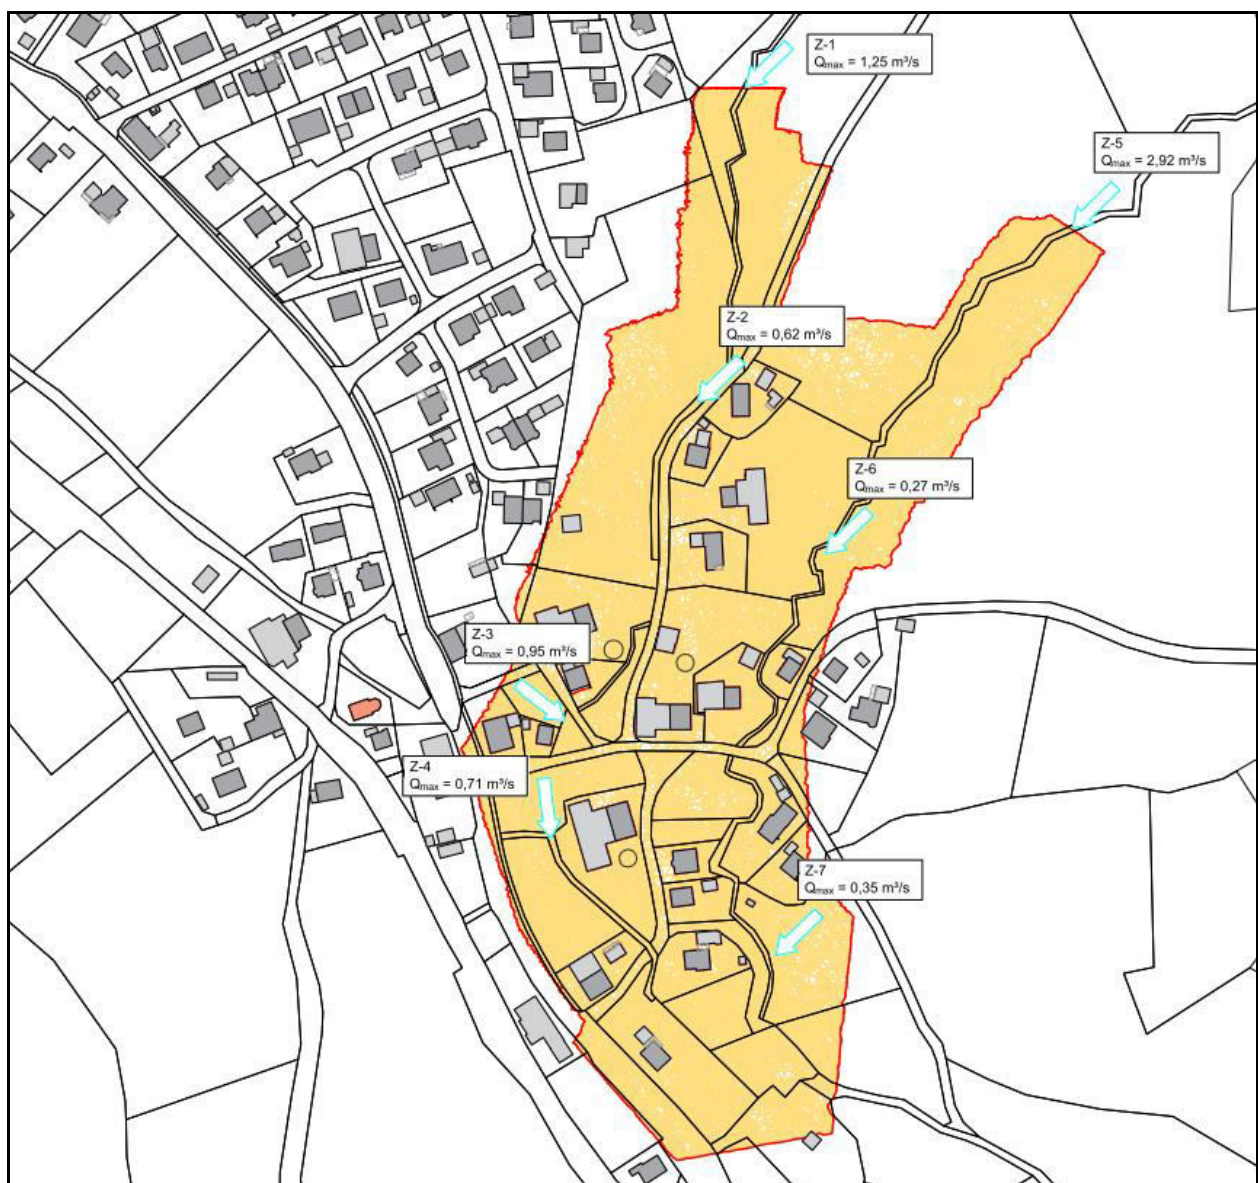 Z-1
Qmax = 1,25 m³/s
Z-5
Qmax = 2,92 m³/s
Z-2
Qmax = 0,62 m³/s
Z-6
Qmax = 0,27 m³/s
Z-3
Qmax = 0,95 m³/s
Z-4
Qmax = 0,71 m³/s
Z-7
Qmax = 0,35 m³/s